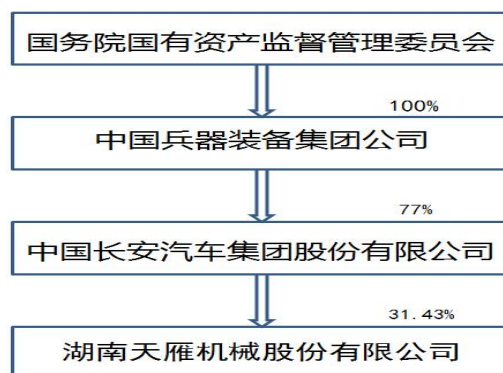 国务院国有资产监督管理委员会
100%
中国兵器装备集团公司
77%
中国长安汽车集团股份有限公司
31.43%
湖南天雁机械股份有限公司